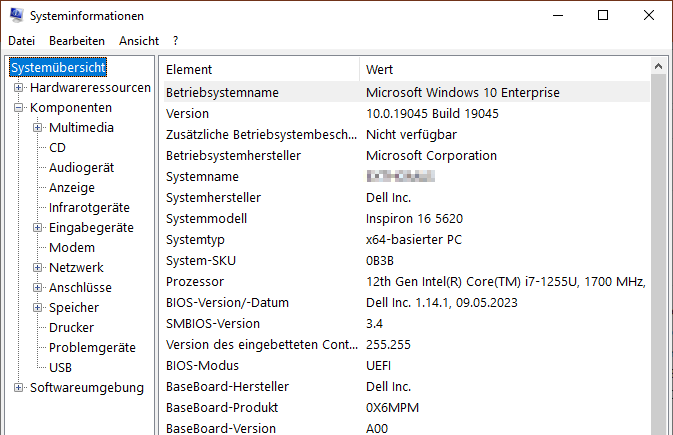 Systeminformationen
Datei Bearbeiten Ansicht ?
Systemübersicht
Hardwareressourcen
Komponenten
Multimedia
CD
Audiogerät
Anzeige
Infrarotgeräte
Eingabegeräte
Modem
Netzwerk
Anschlüsse
Speicher
Drucker
Problemgeräte
USB
Softwareumgebung
Element Wert
Betriebsystemname Microsoft Windows 10 Enterprise
Version 10.0.19045 Build 19045
Zusätzliche Betriebsystembesch... Nicht verfügbar
Betriebsystemhersteller Microsoft Corporation
Systemname
Systemhersteller Dell Inc.
Systemmodell Inspiron 16 5620
Systemtyp x64-basierter PC
System-SKU 0B3B
Prozessor 12th Gen Intel(R) Core(TM) i7-1255U, 1700 MHz,
BIOS-Version/-Datum Dell Inc. 1.14.1, 09.05.2023
SMBIOS-Version 3.4
Version des eingebetteten Cont... 255.255
BIOS-Modus UEFI
BaseBoard-Hersteller Dell Inc.
BaseBoard-Produkt 0X6MPM
BaseBoard-Version A00